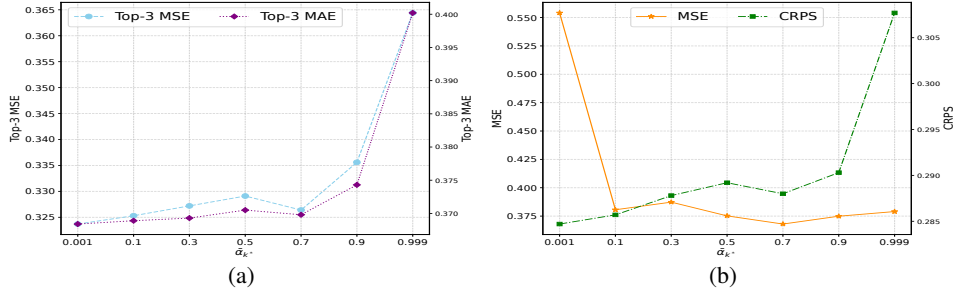 Top-3 MSE
Top-3 MAE
0.365
0.360
0.355
0.350
0.345
0.340
0.335
0.330
0.325
Top-3 MSE
0.400
0.395
0.390
0.385
0.380
0.375
0.370
Top-3 MAE
0.001 0.1 0.3 0.5 0.7 0.9 0.999
ᾱₖ*
(a)
MSE
CRPS
0.550
0.525
0.500
0.475
0.450
0.425
0.400
0.375
MSE
0.305
0.300
0.295
0.290
0.285
CRPS
0.001 0.1 0.3 0.5 0.7 0.9 0.999
ᾱₖ*
(b)